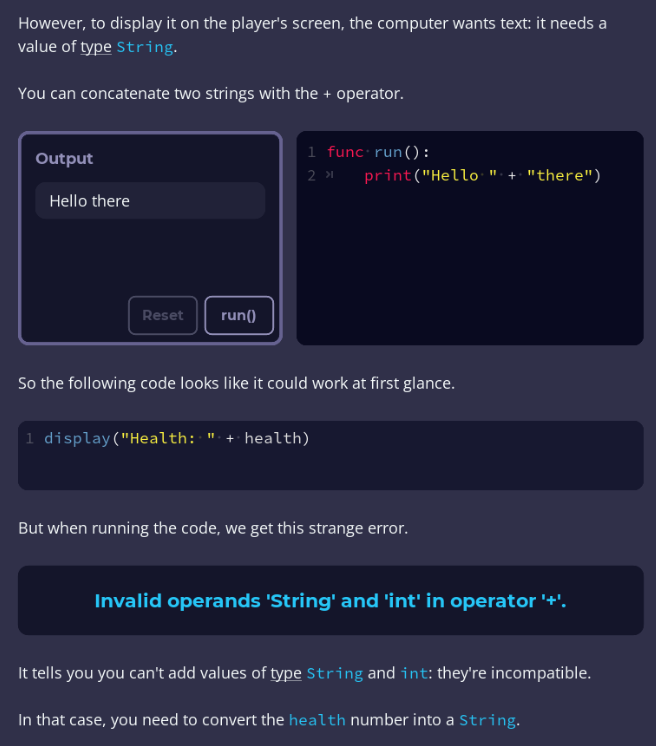 However, to display it on the player's screen, the computer wants text: it needs a
value of type String.
You can concatenate two strings with the + operator.
Output
Hello there
Reset
run()
1 func run():
2 print("Hello " + "there")
So the following code looks like it could work at first glance.
1 display("Health: " + health)
But when running the code, we get this strange error.
Invalid operands 'String' and 'int' in operator '+'.
It tells you you can't add values of type String and int: they're incompatible.
In that case, you need to convert the health number into a String.